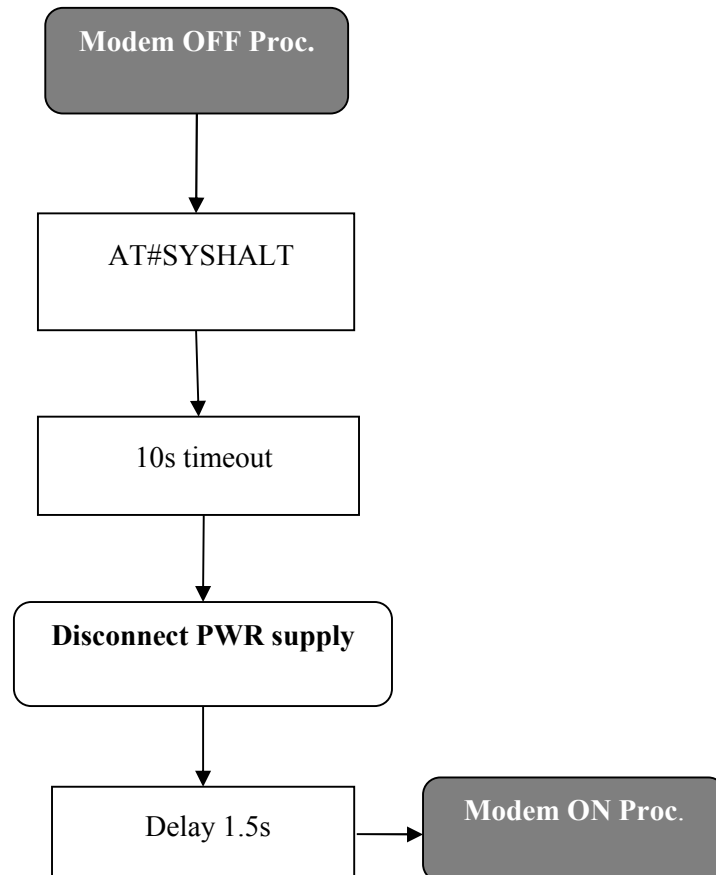 Modem OFF Proc.
AT#SYSHALT
10s timeout
Disconnect PWR supply
Delay 1.5s
Modem ON Proc.